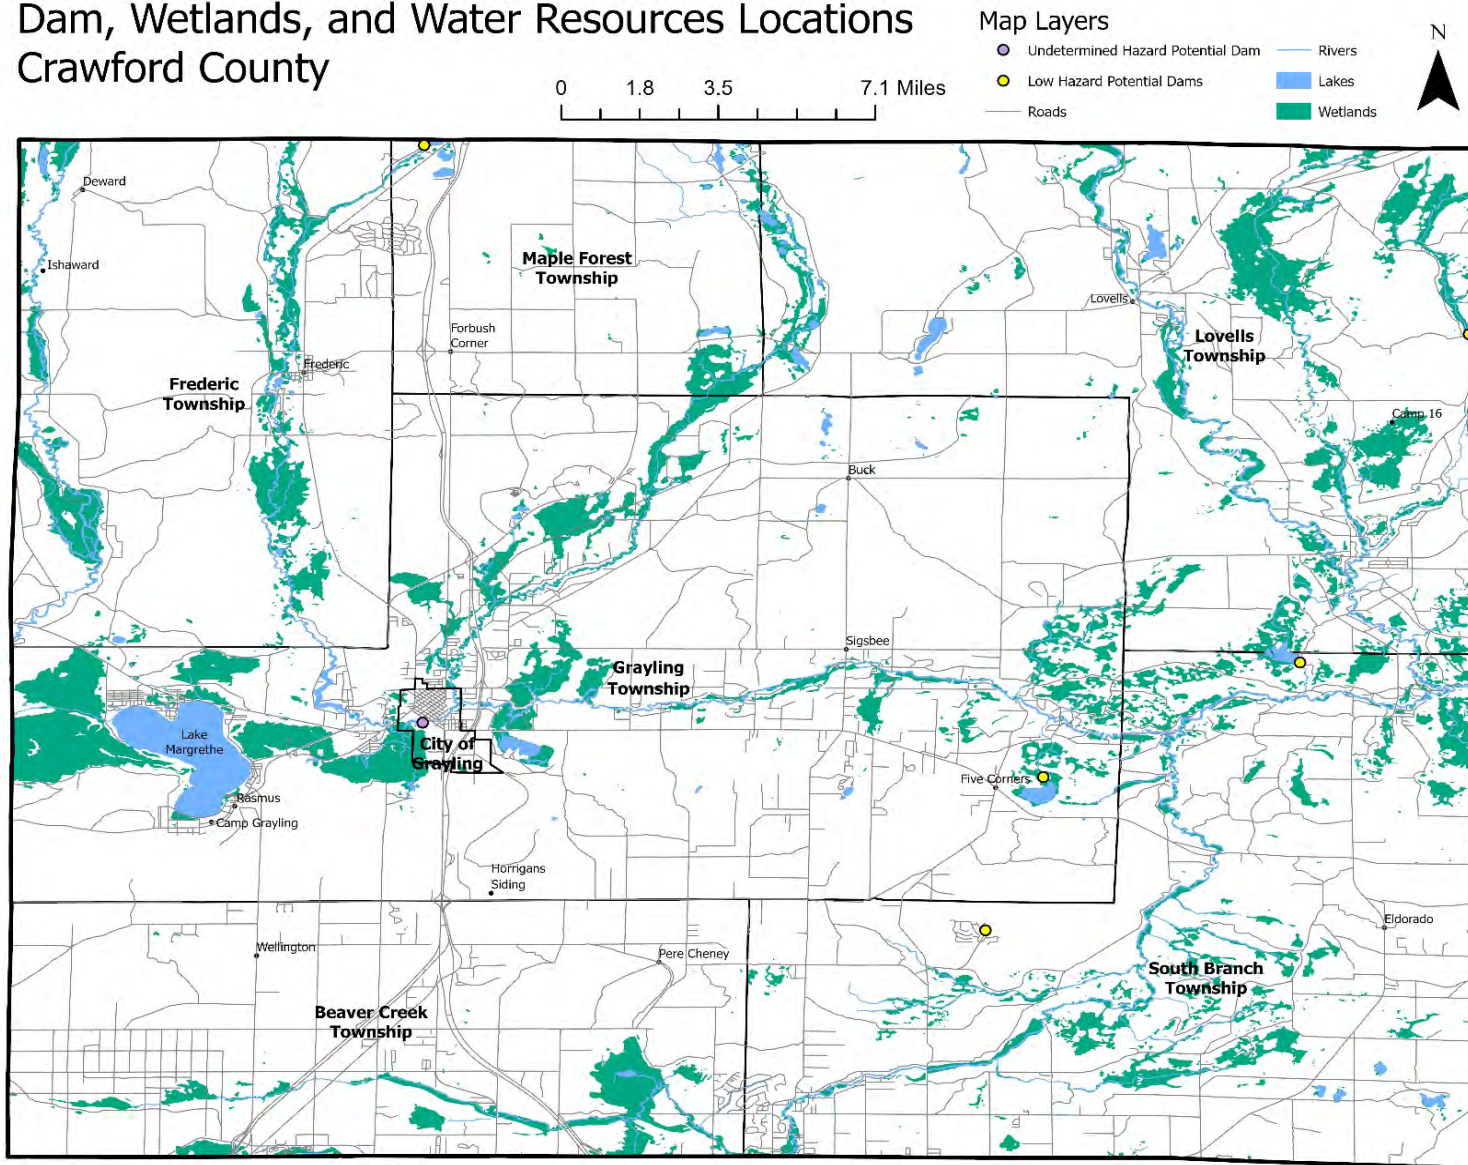 Dam, Wetlands, and Water Resources Locations
Crawford County
Map Layers
Undetermined Hazard Potential Dam
Low Hazard Potential Dams
Roads
Rivers
Lakes
Wetlands
N
0 1.8 3.5 7.1 Miles
Deward
Ishaward
Maple Forest
Township
Lovells
Forbush
Corner
Lovells
Township
Frederic
Frederic
Township
Camp 16
Buck
Sigsbee
Grayling
Township
Lake
Margrethe
City of
Grayling
Five Corners
Rasmus
Camp Grayling
Horrigans
Siding
Eldorado
Wellington
Pere Cheney
South Branch
Township
Beaver Creek
Township